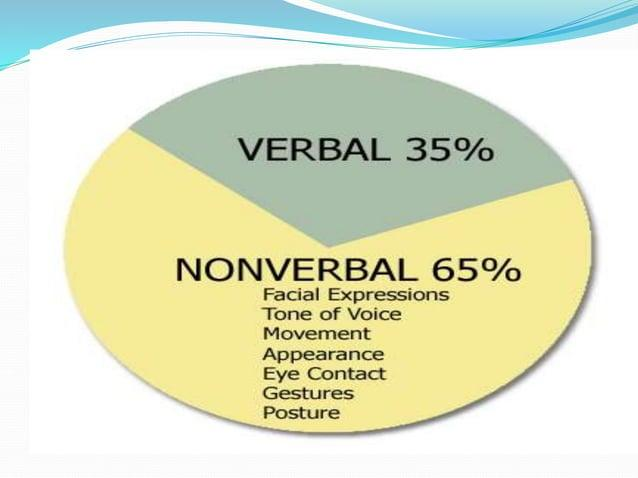 VERBAL 35%
NONVERBAL 65%
Facial Expressions
Tone of Voice
Movement
Appearance
Eye Contact
Gestures
Posture